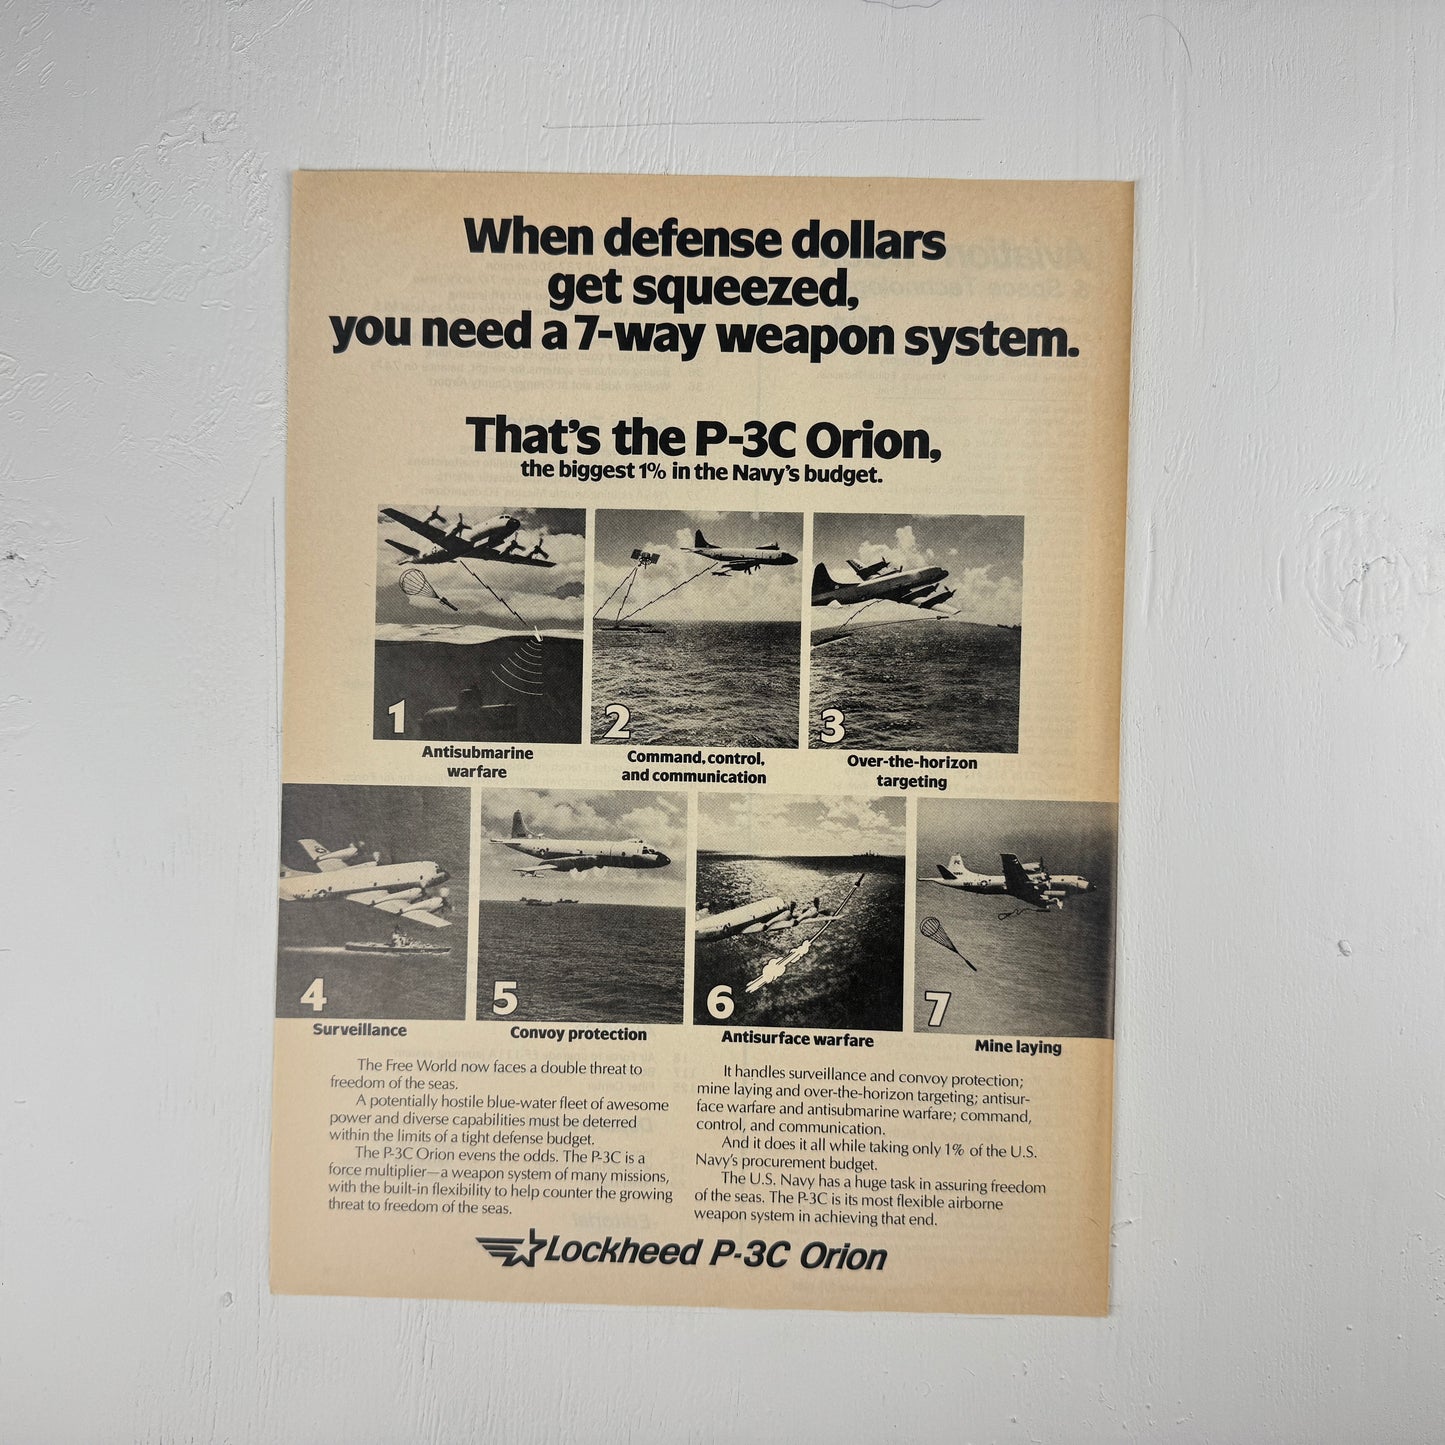 When defense dollars
get squeezed,
you need a 7-way weapon system.
That's the P-3C Orion,
the biggest 1% in the Navy's budget.
1
2
3
Antisubmarine
warfare
Command, control,
and communication
Over-the-horizon
targeting
4
5
6
7
Surveillance
Convoy protection
Antisurface warfare
Mine laying
The Free World now faces a double threat to
freedom of the seas.
A potentially hostile blue-water fleet of awesome
power and diverse capabilities must be deterred
within the limits of a tight defense budget.
The P-3C Orion evens the odds. The P-3C is a
force multiplier—a weapon system of many missions,
with the built-in flexibility to help counter the growing
threat to freedom of the seas.
It handles surveillance and convoy protection;
mine laying and over-the-horizon targeting; antisur-
face warfare and antisubmarine warfare; command,
control, and communication.
And it does it all while taking only 1% of the U.S.
Navy's procurement budget.
The U.S. Navy has a huge task in assuring freedom
of the seas. The P-3C is its most flexible airborne
weapon system in achieving that end.
Lockheed P-3C Orion